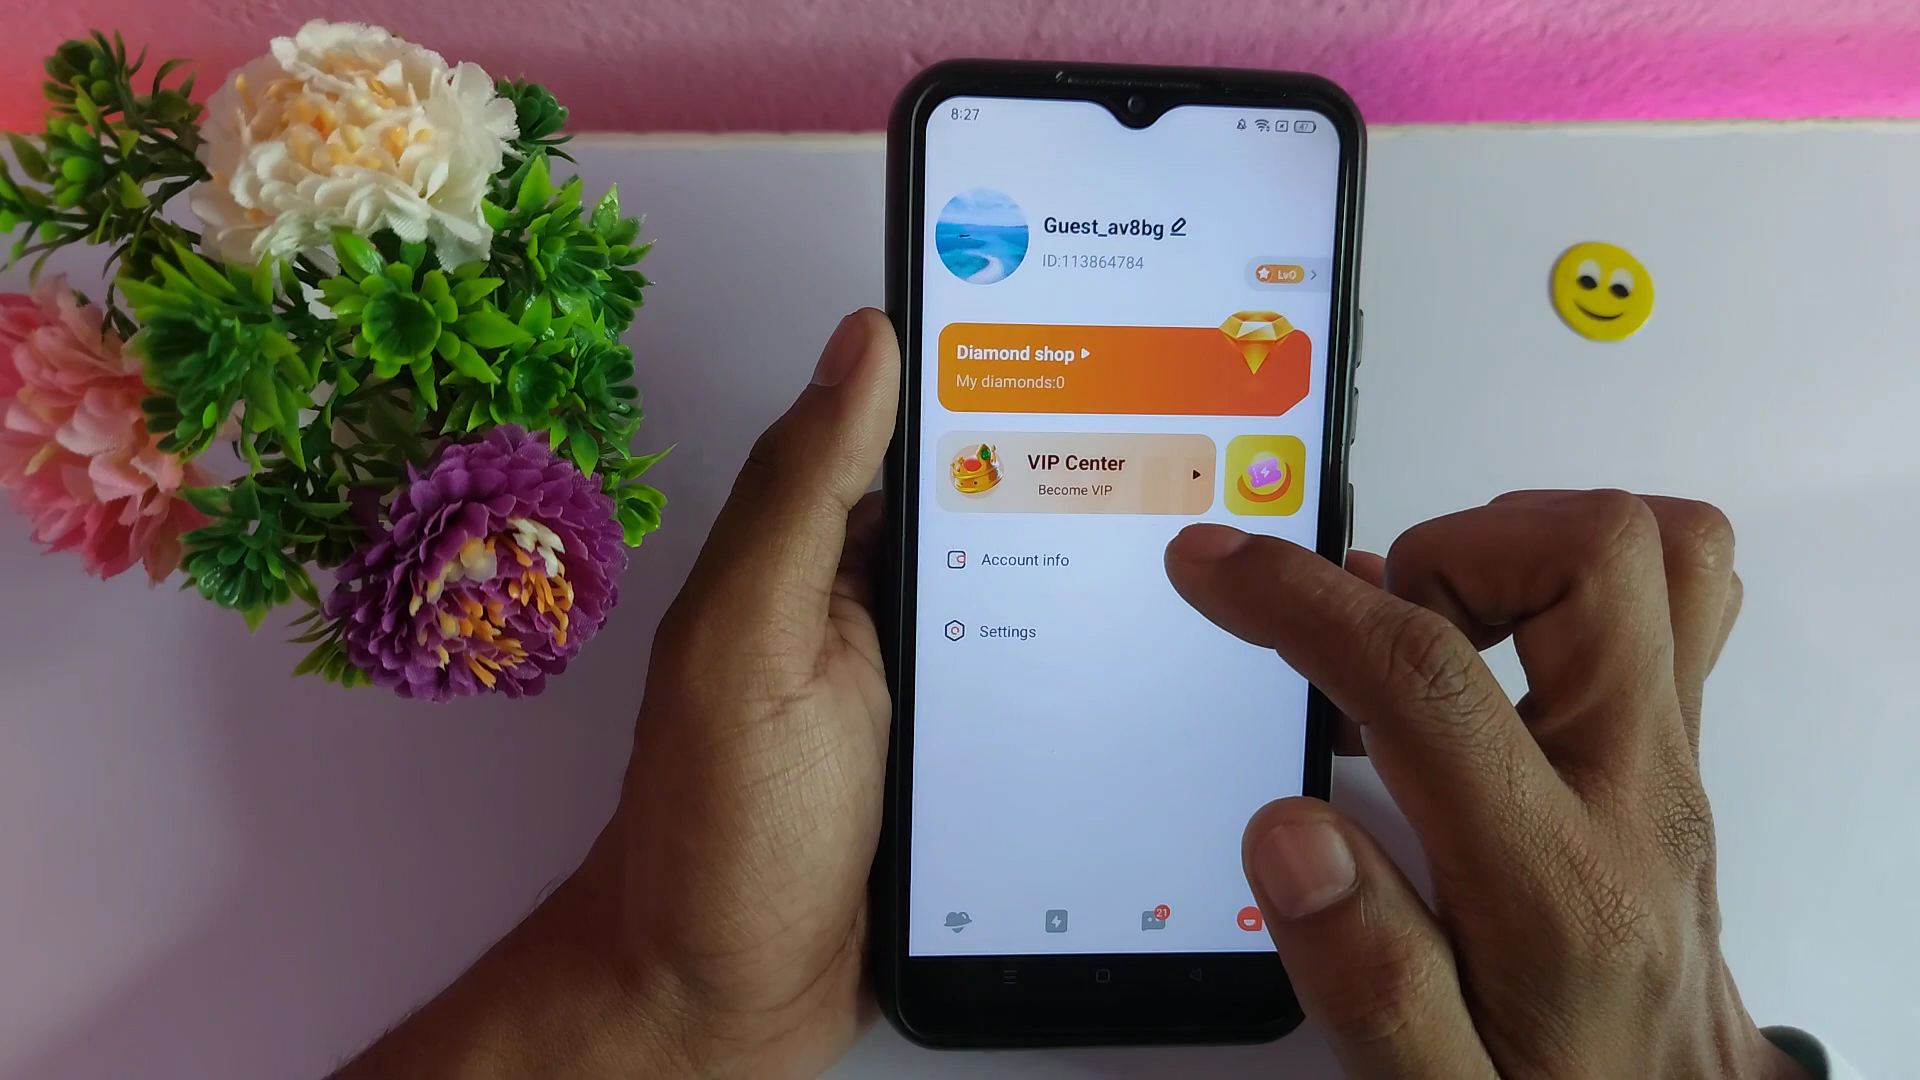 8:27
47
Guest_av8bg
ID:113864784
Lv0
Diamond shop
My diamonds:0
VIP Center
Become VIP
Account info
Settings
21